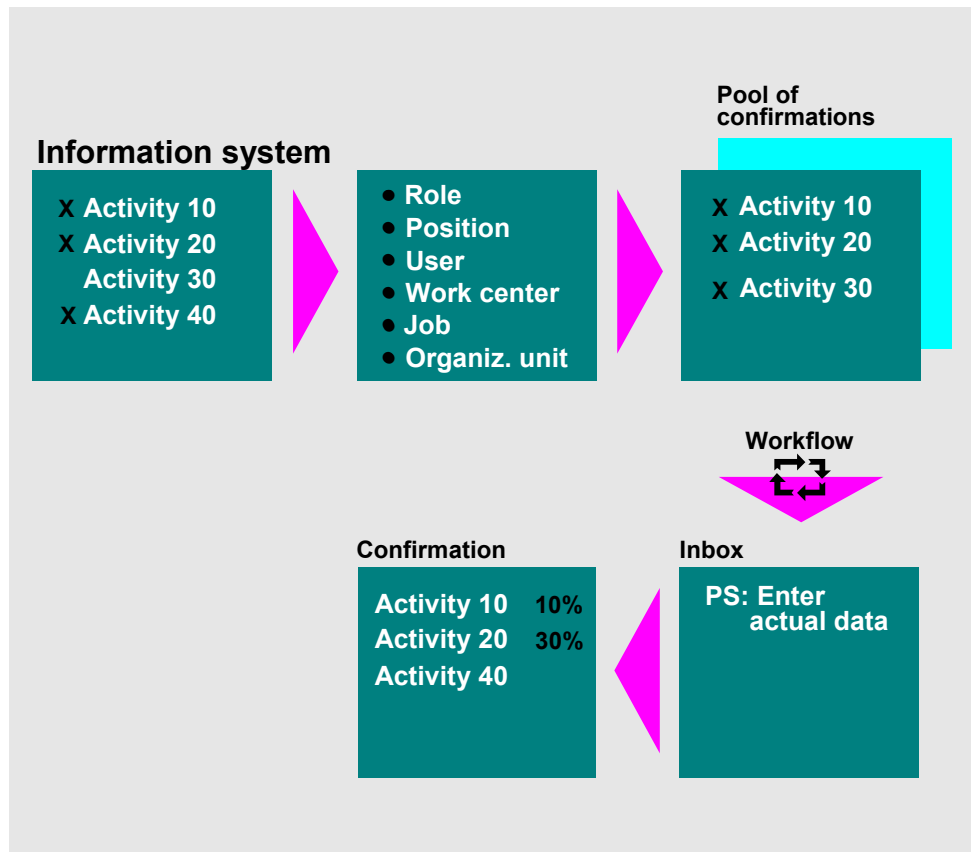 Information system
X Activity 10
X Activity 20
Activity 30
X Activity 40
● Role
● Position
● User
● Work center
● Job
● Organiz. unit
Pool of
confirmations
X Activity 10
X Activity 20
X Activity 30
Workflow
Inbox
PS: Enter
actual data
Confirmation
Activity 10 10%
Activity 20 30%
Activity 40